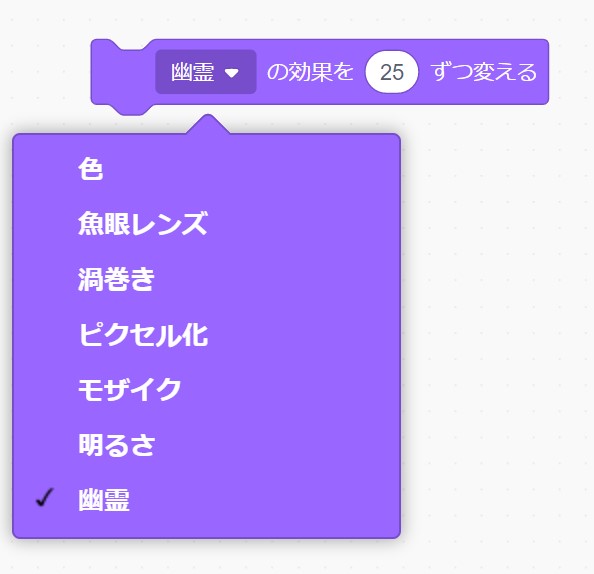 幽霊 の効果を 25 ずつ変える
色
魚眼レンズ
渦巻き
ピクセル化
モザイク
明るさ
幽霊